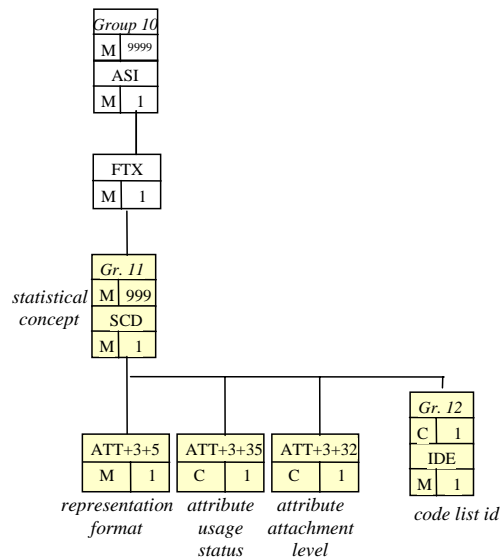 Group 10
M 9999
ASI
M 1
FTX
M 1
Gr. 11
M 999
SCD
M 1
statistical
concept
ATT+3+5
M 1
representation
format
ATT+3+35
C 1
attribute
usage
status
ATT+3+32
C 1
attribute
attachment
level
Gr. 12
C 1
IDE
M 1
code list id